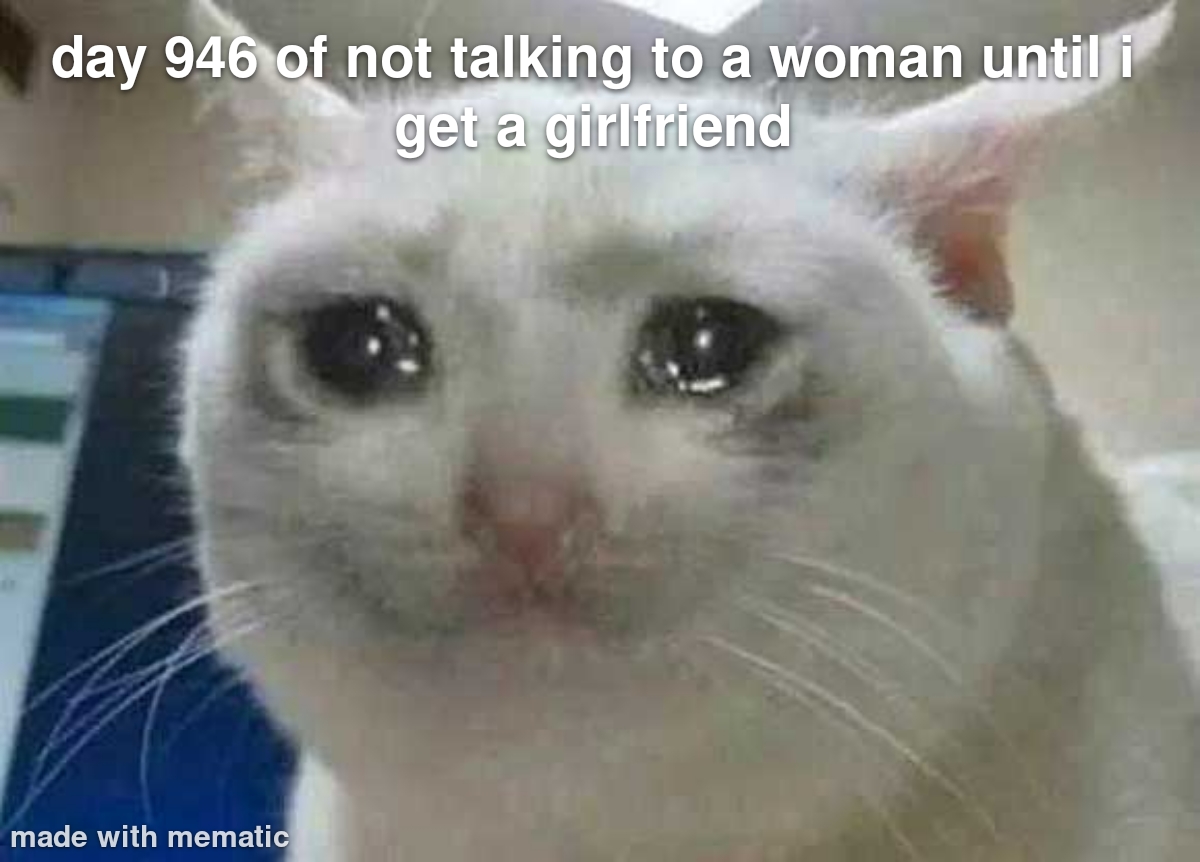 day 946 of not talking to a woman until i
get a girlfriend
made with mematic